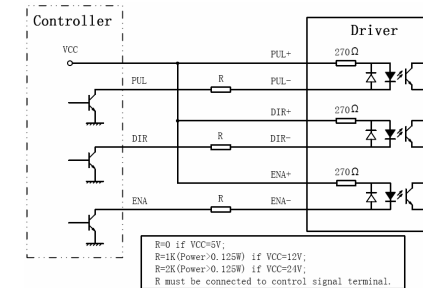 Controller
Driver
VCC
PUL+
270Ω
PUL
R
PUL-
DIR+
270Ω
DIR
R
DIR-
ENA+
270Ω
ENA
R
ENA-
R=0 if VCC=5V;
R=1K(Power>0.125W) if VCC=12V;
R=2K(Power>0.125W) if VCC=24V;
R must be connected to control signal terminal.